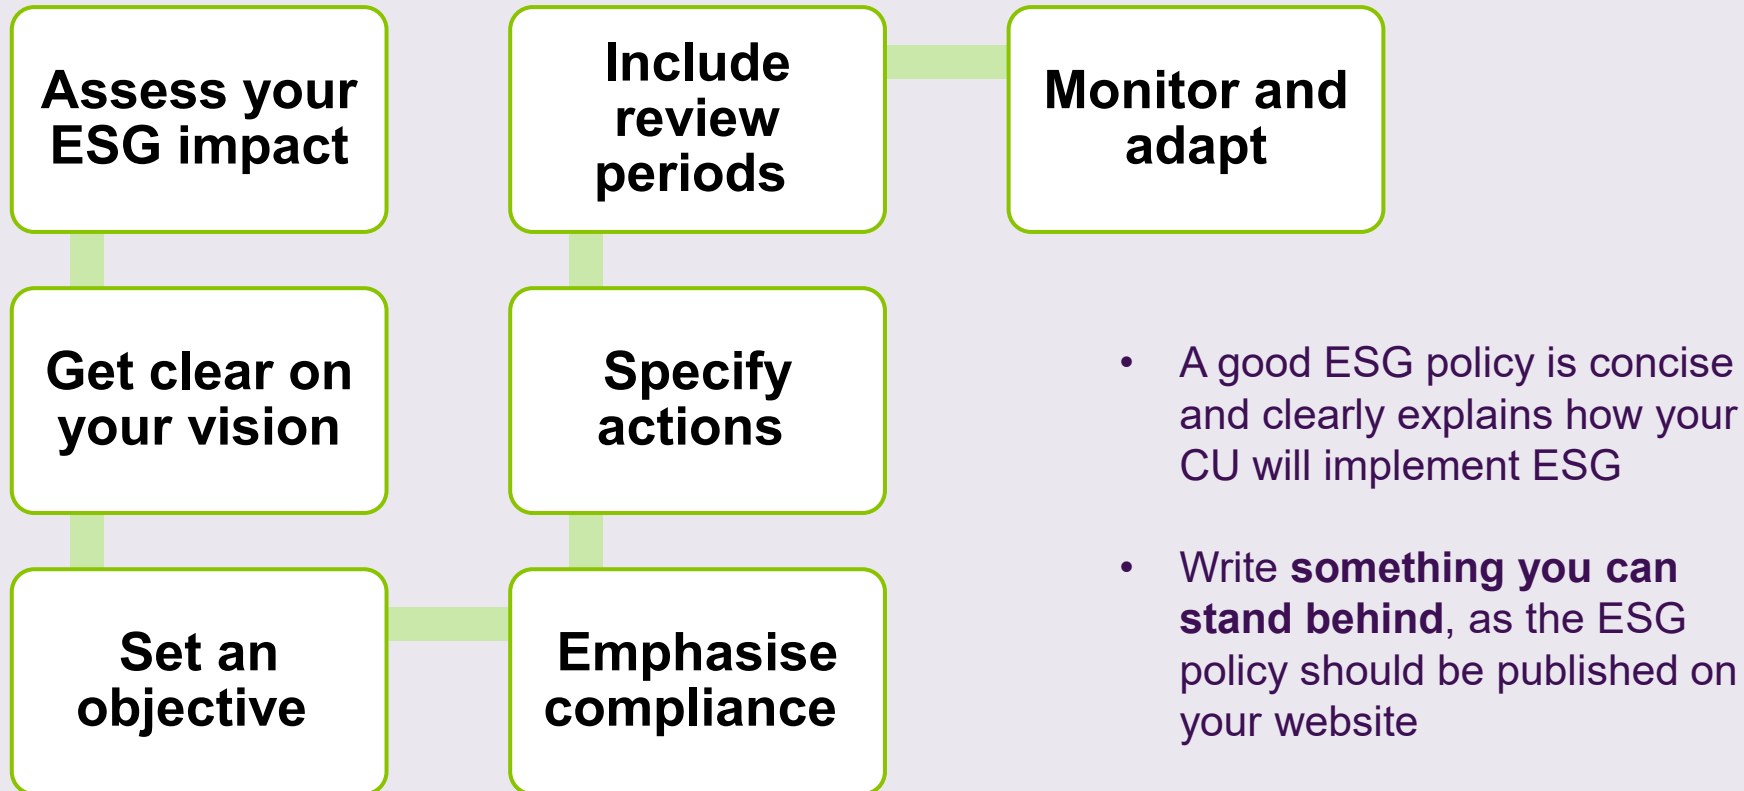 Assess your
ESG impact
Get clear on
your vision
Set an
objective
Emphasise
compliance
Specify
actions
Include
review
periods
Monitor and
adapt
• A good ESG policy is concise
and clearly explains how your
CU will implement ESG
• Write something you can
stand behind, as the ESG
policy should be published on
your website